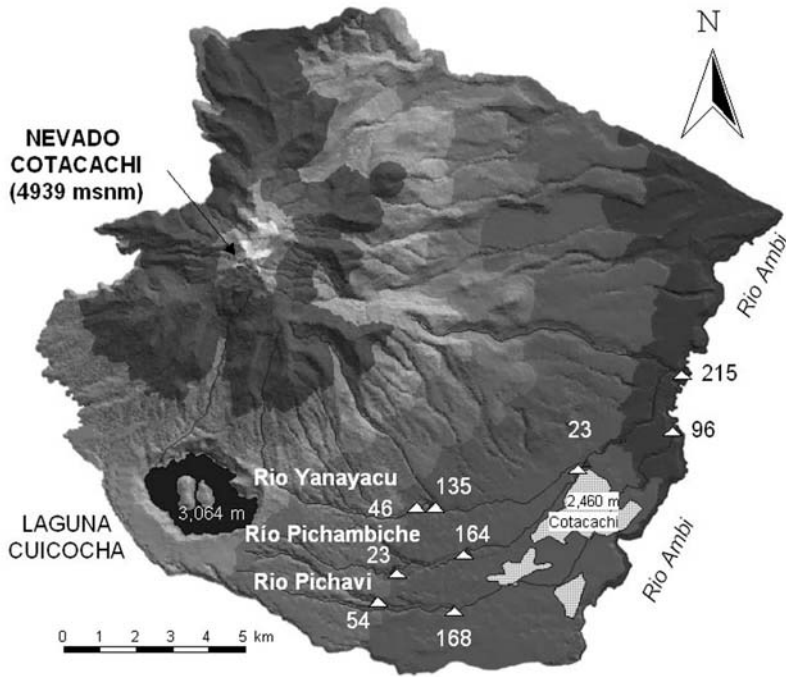 N
NEVADO
COTACACHI
(4939 msnm)
Rio Ambi
215
96
23
Rio Yanayacu
135
46
2,460 m
Cotacachi
3,064 m
LAGUNA
CUICOCHA
Río Pichambiche
164
23
Rio Pichavi
Rio Ambi
54
168
0 1 2 3 4 5 km